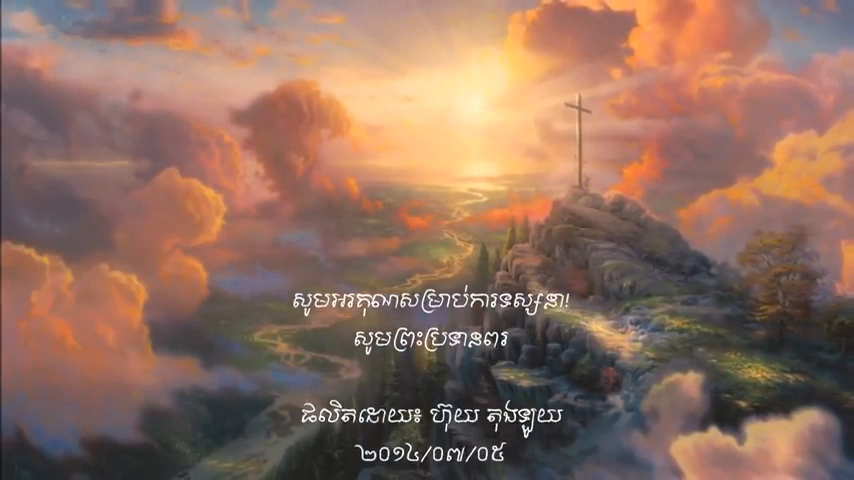 សូមអរគុណសម្រាប់ការទស្សនា!
សូមព្រះប្រទានពរ
ផលិតដោយ៖ ហ៊ុយ តុងឡូយ
២០១៤/០៧/០៥